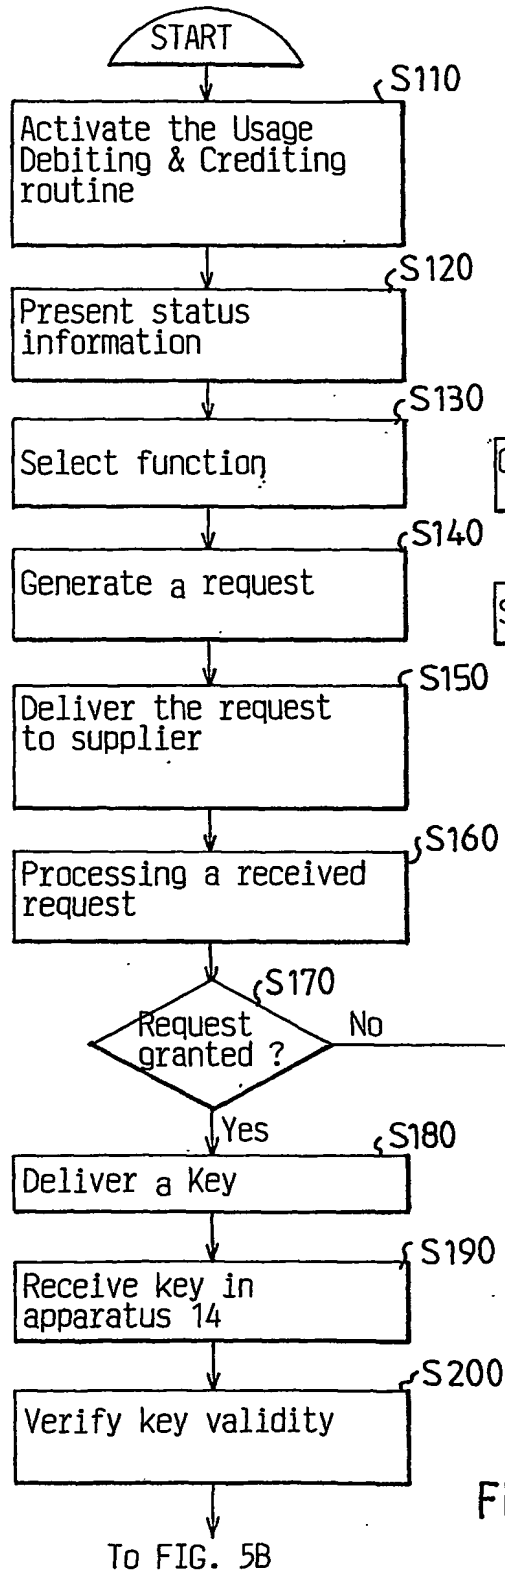 START
S110
Activate the Usage
Debiting & Crediting
routine
S120
Present status
information
S130
Select function
S140
Generate a request
S150
Deliver the request
to supplier
S160
Processing a received
request
S170
Request
granted ?
No
Yes
S180
Deliver a Key
S190
Receive key in
apparatus 14
S200
Verify key validity
To FIG. 5B